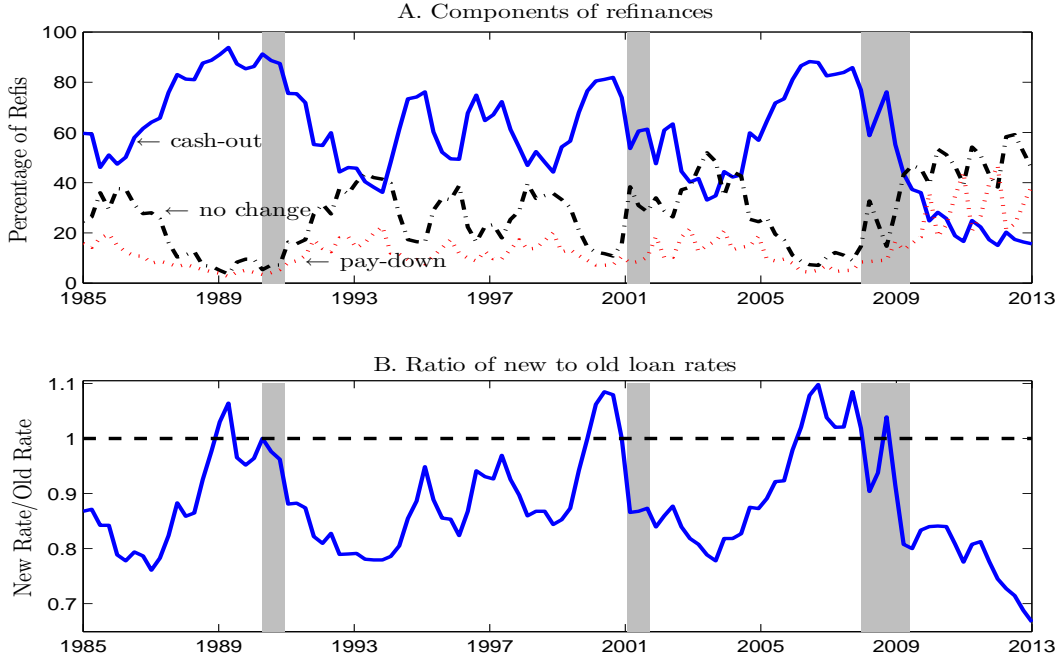 A. Components of refinances
Percentage of Refis
100
80
60
40
20
0
← cash-out
← no change
← pay-down
1985 1989 1993 1997 2001 2005 2009 2013
B. Ratio of new to old loan rates
New Rate/Old Rate
1.1
1
0.9
0.8
0.7
1985 1989 1993 1997 2001 2005 2009 2013